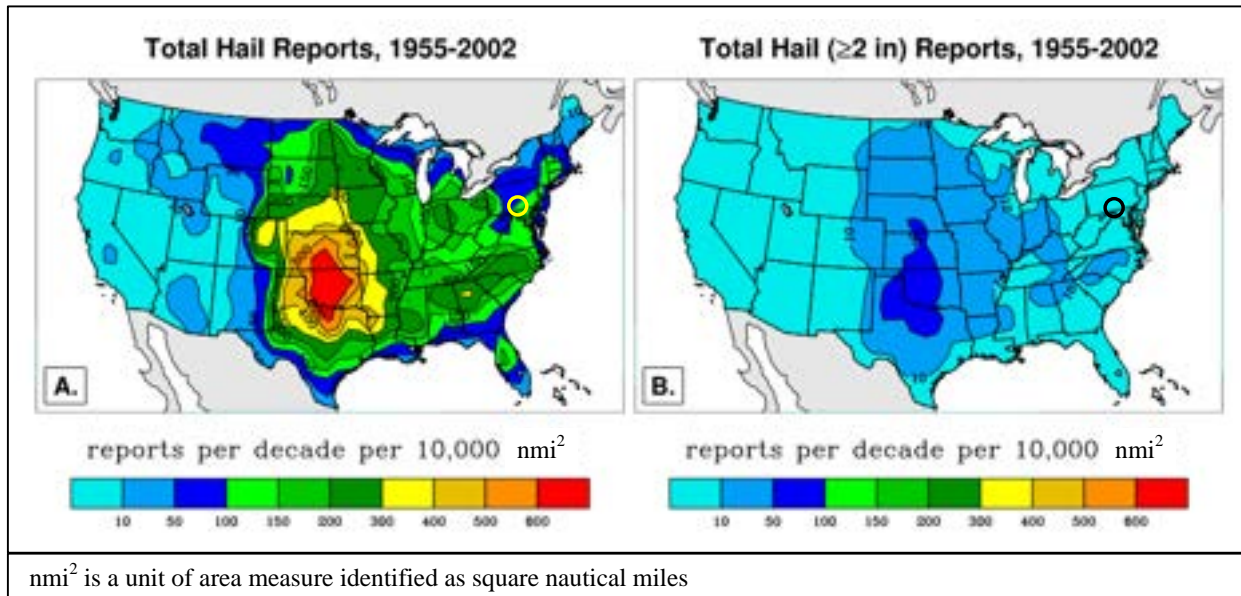 Total Hail Reports, 1955-2002
Total Hail (≥2 in) Reports, 1955-2002
A.
B.
reports per decade per 10,000 nmi²
reports per decade per 10,000 nmi²
10 50 100 150 200 300 400 500 600
10 50 100 150 200 300 400 500 600
nmi² is a unit of area measure identified as square nautical miles